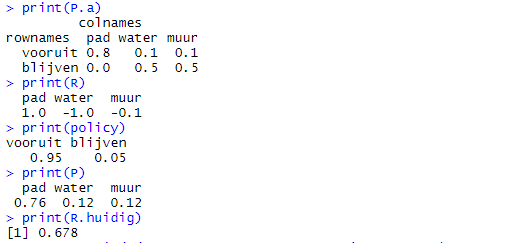 > print(P.a)
         colnames
rownames  pad water muur
  vooruit 0.8   0.1  0.1
  blijven 0.0   0.5  0.5
> print(R)
  pad water  muur
  1.0  -1.0  -0.1
> print(policy)
vooruit blijven
   0.95    0.05
> print(P)
  pad water  muur
 0.76  0.12  0.12
> print(R.huidig)
[1] 0.678